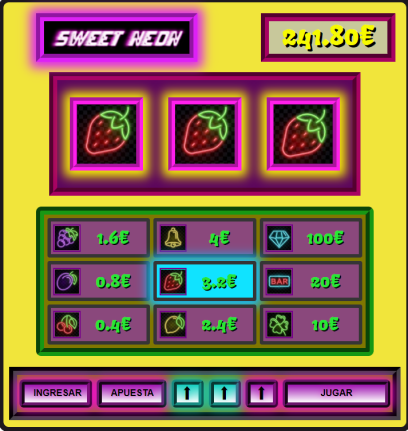 SWEET NEON
241.80€
1.6€ 4€ 100€
0.8€ 3.2€ BAR 20€
0.4€ 2.4€ 10€
INGRESAR APUESTA JUGAR